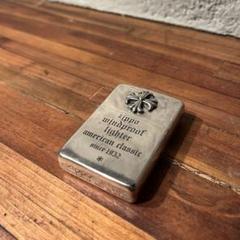 zippo
windproof
lighter
american classic
since 1932